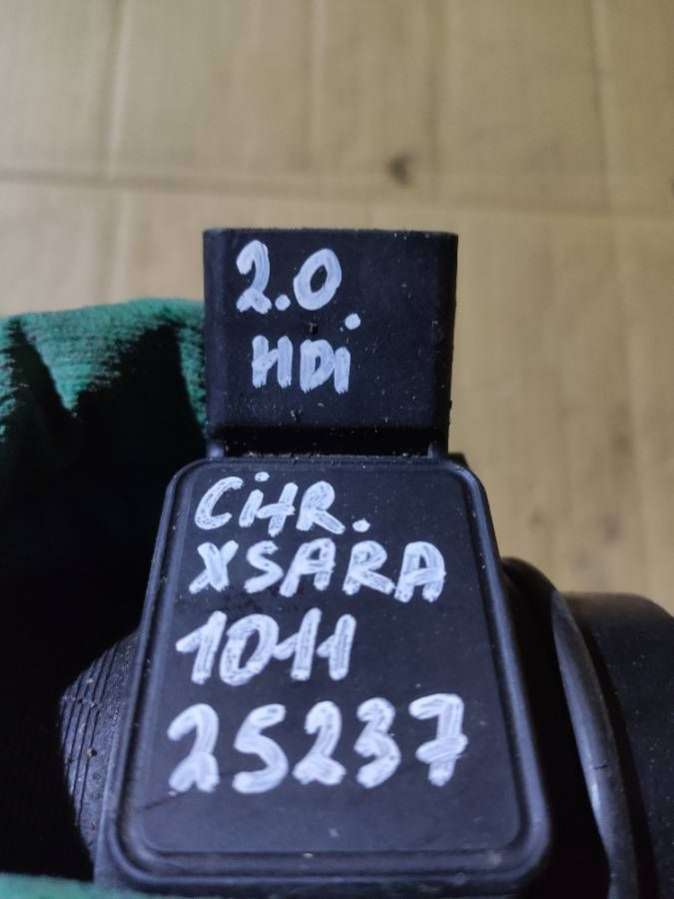 2.0
HDi
CiTR.
XSARA
1011
25237